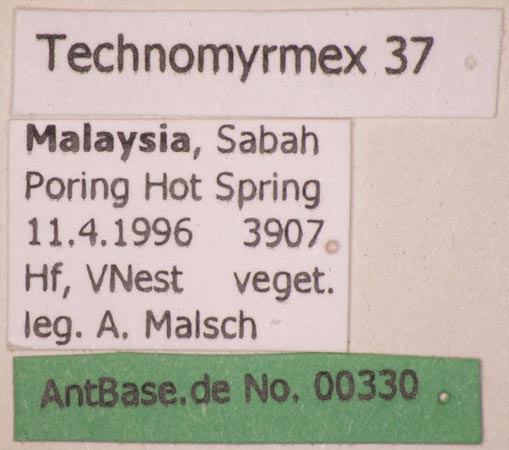 Technomyrmex 37
Malaysia, Sabah
Poring Hot Spring
11.4.1996 3907
Hf, VNest veget.
leg. A. Malsch
AntBase.de No. 00330